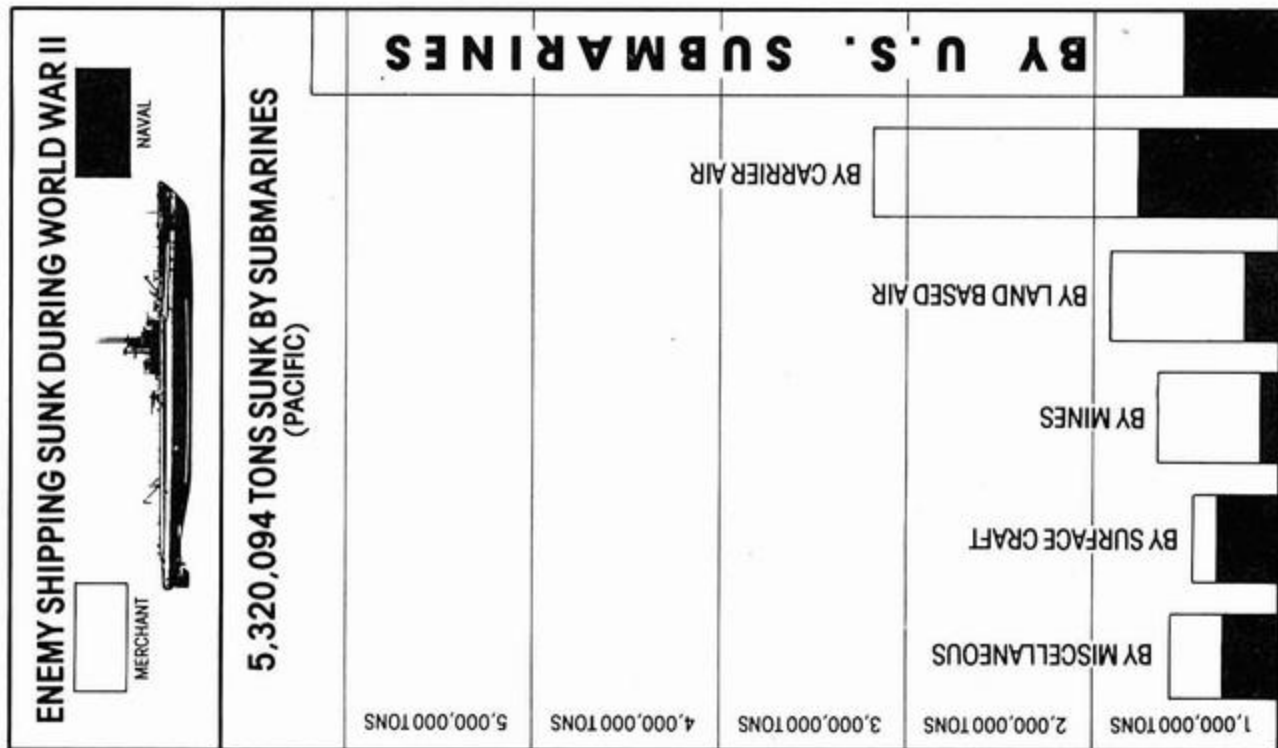 ENEMY SHIPPING SUNK DURING WORLD WAR II
MERCHANT
NAVAL
5,320,094 TONS SUNK BY SUBMARINES
(PACIFIC)
BY U.S. SUBMARINES
BY CARRIER AIR
BY LAND BASED AIR
BY MINES
BY SURFACE CRAFT
BY MISCELLANEOUS
5,000,000 TONS
4,000,000 TONS
3,000,000 TONS
2,000,000 TONS
1,000,000 TONS